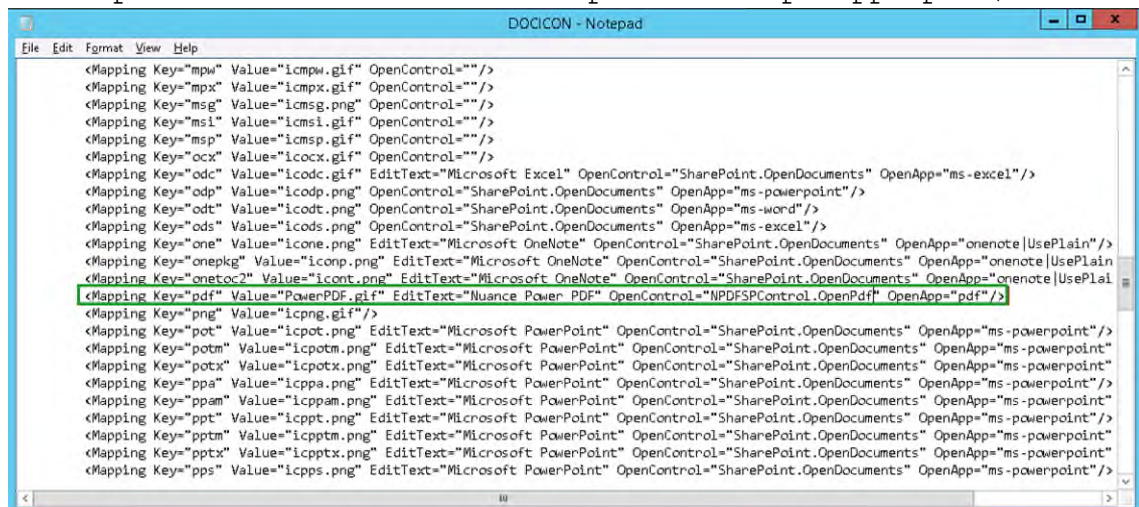 DOCICON - Notepad
File Edit Format View Help
<Mapping Key="mpw" Value="icmpw.gif" OpenControl=""/>
<Mapping Key="mpx" Value="icmpx.gif" OpenControl=""/>
<Mapping Key="msg" Value="icmsg.png" OpenControl=""/>
<Mapping Key="msi" Value="icmsi.gif" OpenControl=""/>
<Mapping Key="msp" Value="icmsp.gif" OpenControl=""/>
<Mapping Key="ocx" Value="icocx.gif" OpenControl=""/>
<Mapping Key="odc" Value="icodc.gif" EditText="Microsoft Excel" OpenControl="SharePoint.OpenDocuments" OpenApp="ms-excel"/>
<Mapping Key="odp" Value="icodp.png" OpenControl="SharePoint.OpenDocuments" OpenApp="ms-powerpoint"/>
<Mapping Key="odt" Value="icodt.png" OpenControl="SharePoint.OpenDocuments" OpenApp="ms-word"/>
<Mapping Key="ods" Value="icods.png" OpenControl="SharePoint.OpenDocuments" OpenApp="ms-excel"/>
<Mapping Key="one" Value="icone.png" EditText="Microsoft OneNote" OpenControl="SharePoint.OpenDocuments" OpenApp="onenote|UsePlain"/>
<Mapping Key="onepkg" Value="iconp.png" EditText="Microsoft OneNote" OpenControl="SharePoint.OpenDocuments" OpenApp="onenote|UsePlain
<Mapping Key="onetoc2" Value="icont.png" EditText="Microsoft OneNote" OpenControl="SharePoint.OpenDocuments" OpenApp="onenote|UsePlai
<Mapping Key="pdf" Value="PowerPDF.gif" EditText="Nuance Power PDF" OpenControl="NPDFSPControl.OpenPdf" OpenApp="pdf"/>
<Mapping Key="png" Value="icpng.gif"/>
<Mapping Key="pot" Value="icpot.png" EditText="Microsoft PowerPoint" OpenControl="SharePoint.OpenDocuments" OpenApp="ms-powerpoint"/>
<Mapping Key="potm" Value="icpotm.png" EditText="Microsoft PowerPoint" OpenControl="SharePoint.OpenDocuments" OpenApp="ms-powerpoint"
<Mapping Key="potx" Value="icpotx.png" EditText="Microsoft PowerPoint" OpenControl="SharePoint.OpenDocuments" OpenApp="ms-powerpoint"
<Mapping Key="ppa" Value="icppa.png" EditText="Microsoft PowerPoint" OpenControl="SharePoint.OpenDocuments" OpenApp="ms-powerpoint"/>
<Mapping Key="ppam" Value="icppam.png" EditText="Microsoft PowerPoint" OpenControl="SharePoint.OpenDocuments" OpenApp="ms-powerpoint"
<Mapping Key="ppt" Value="icppt.png" EditText="Microsoft PowerPoint" OpenControl="SharePoint.OpenDocuments" OpenApp="ms-powerpoint"/>
<Mapping Key="pptm" Value="icpptm.png" EditText="Microsoft PowerPoint" OpenControl="SharePoint.OpenDocuments" OpenApp="ms-powerpoint"
<Mapping Key="pptx" Value="icpptx.png" EditText="Microsoft PowerPoint" OpenControl="SharePoint.OpenDocuments" OpenApp="ms-powerpoint"
<Mapping Key="pps" Value="icpps.png" EditText="Microsoft PowerPoint" OpenControl="SharePoint.OpenDocuments" OpenApp="ms-powerpoint"/>